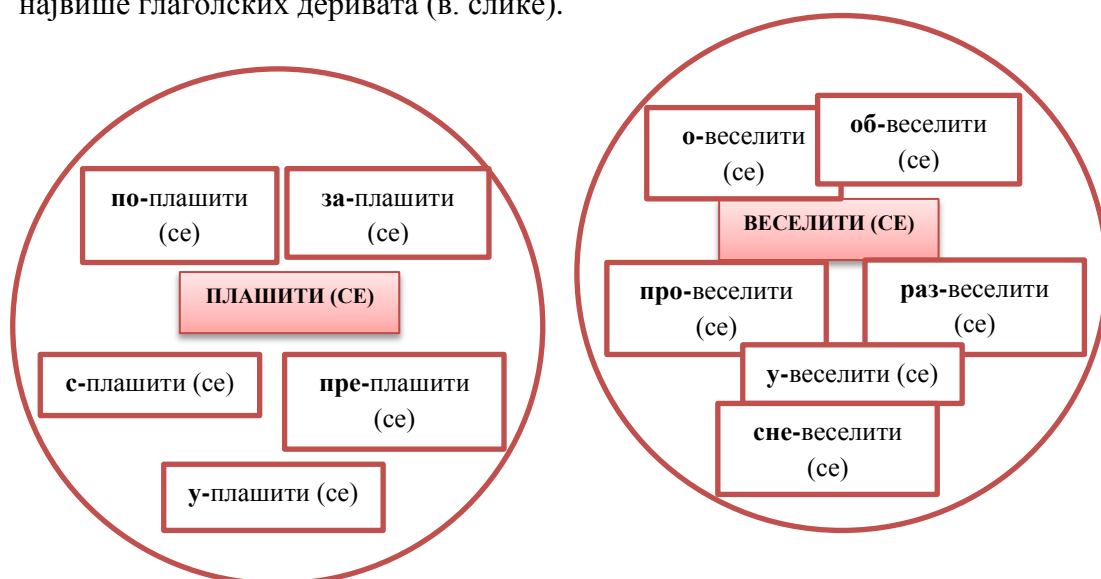 највише глаголских деривата (в. слике).
по-плашити
(се)
за-плашити
(се)
ПЛАШИТИ (СЕ)
с-плашити (се)
пре-плашити
(се)
у-плашити (се)
о-веселити
(се)
об-веселити
(се)
ВЕСЕЛИТИ (СЕ)
про-веселити
(се)
раз-веселити
(се)
у-веселити (се)
сне-веселити
(се)